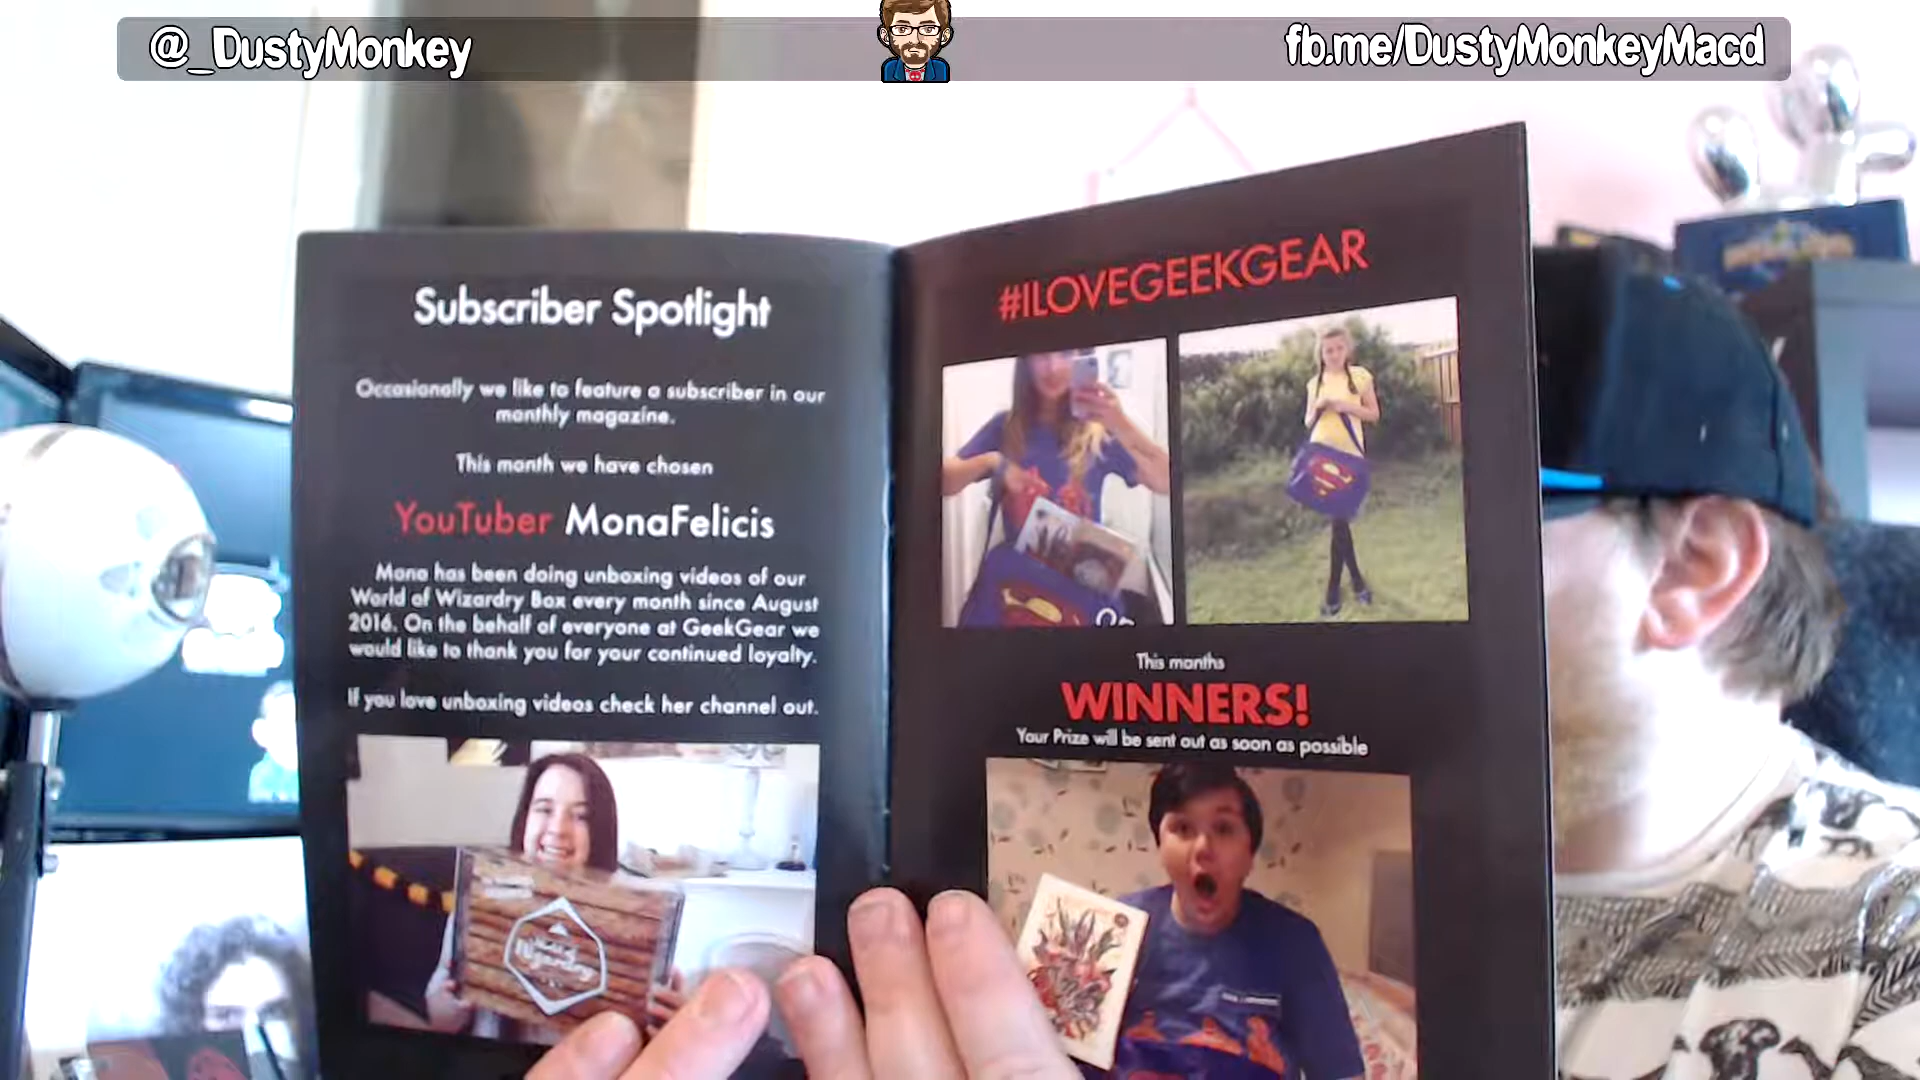 @_DustyMonkey
fb.me/DustyMonkeyMacd
Subscriber Spotlight
Occasionally we like to feature a subscriber in our
monthly magazine.
This month we have chosen
YouTuber MonaFelicis
Mona has been doing unboxing videos of our
World of Wizardry Box every month since August
2016. On the behalf of everyone at GeekGear we
would like to thank you for your continued loyalty.
If you love unboxing videos check her channel out.
#ILOVEGEEKGEAR
This months
WINNERS!
Your Prize will be sent out as soon as possible